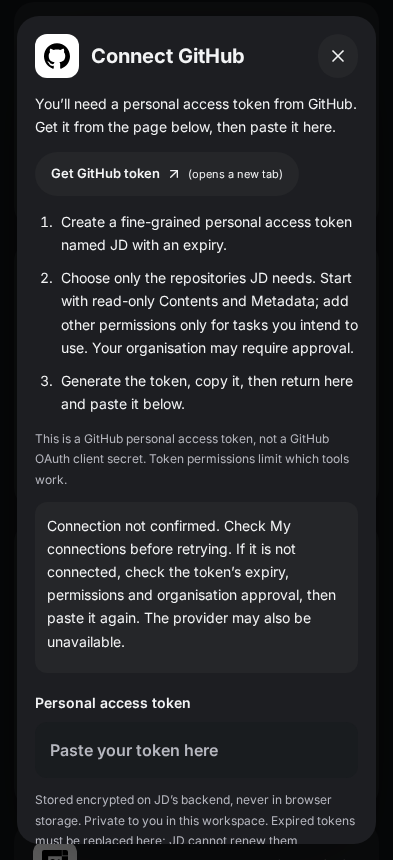 Connect GitHub
You’ll need a personal access token from GitHub.
Get it from the page below, then paste it here.
Get GitHub token ↗ (opens a new tab)
1. Create a fine-grained personal access token
named JD with an expiry.
2. Choose only the repositories JD needs. Start
with read-only Contents and Metadata; add
other permissions only for tasks you intend to
use. Your organisation may require approval.
3. Generate the token, copy it, then return here
and paste it below.
This is a GitHub personal access token, not a GitHub
OAuth client secret. Token permissions limit which tools
work.
Connection not confirmed. Check My
connections before retrying. If it is not
connected, check the token’s expiry,
permissions and organisation approval, then
paste it again. The provider may also be
unavailable.
Personal access token
Paste your token here
Stored encrypted on JD’s backend, never in browser
storage. Private to you in this workspace. Expired tokens
must be replaced here; JD cannot renew them